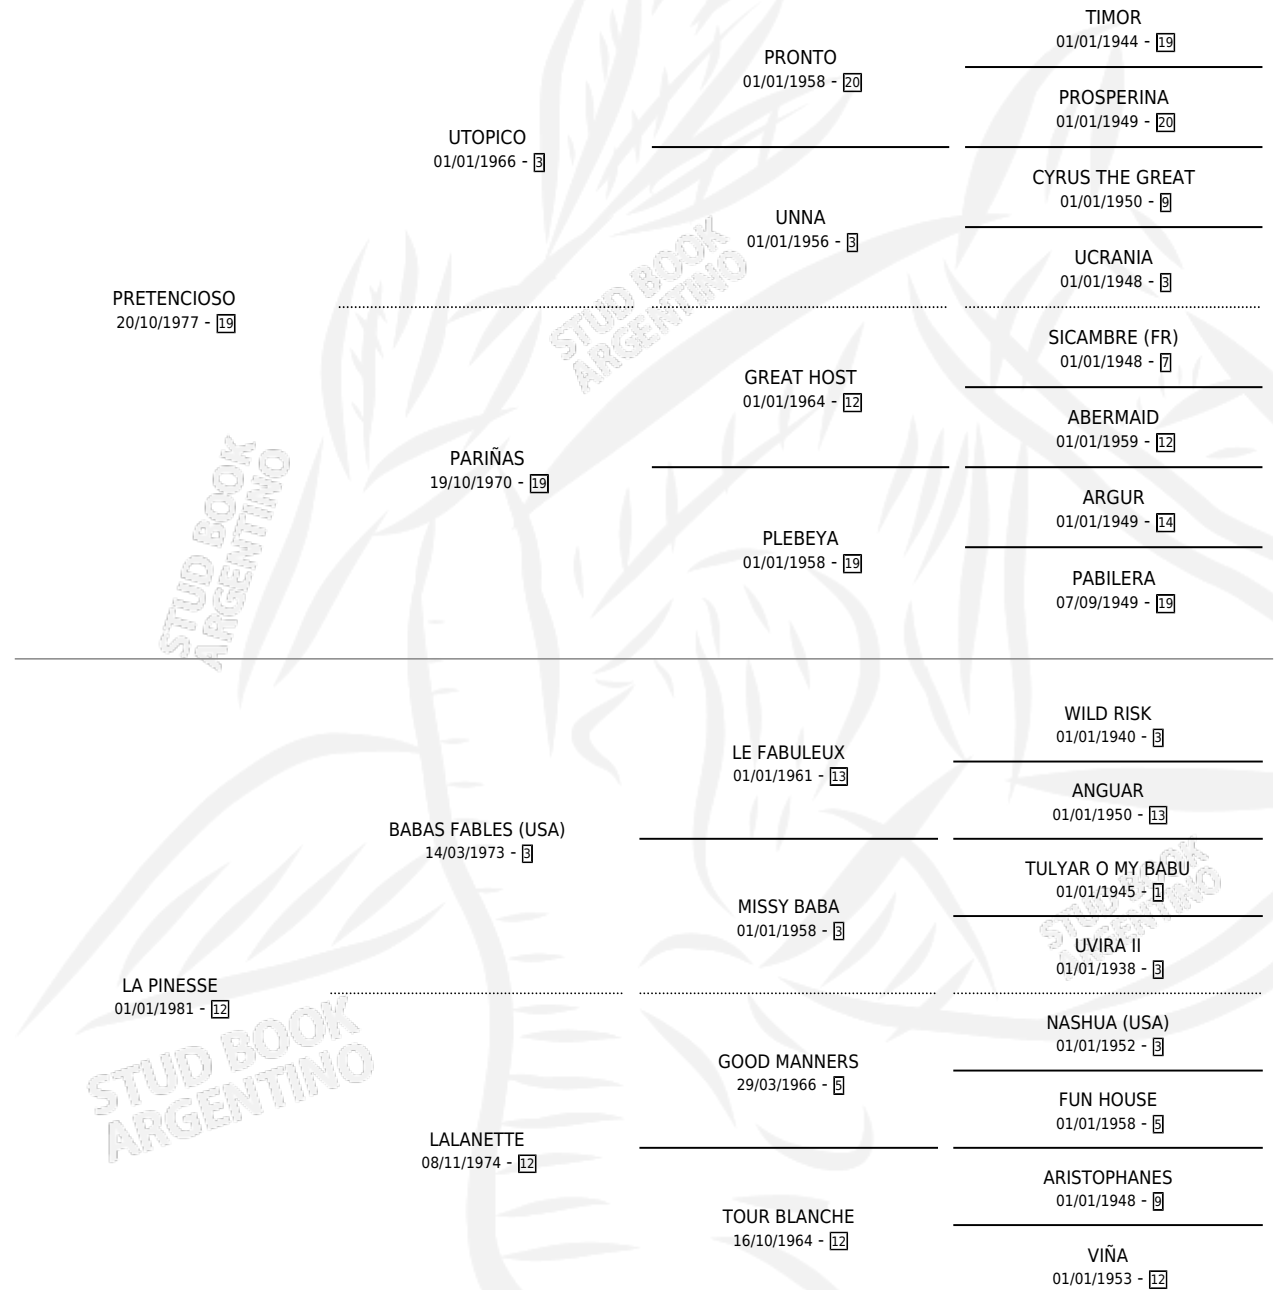 TIMOR
01/01/1944 - 19
PRONTO
01/01/1958 - 20
PROSPERINA
01/01/1949 - 20
UTOPICO
01/01/1966 - 3
CYRUS THE GREAT
01/01/1950 - 9
UNNA
01/01/1956 - 3
UCRANIA
01/01/1948 - 3
PRETENCIOSO
20/10/1977 - 19
SICAMBRE (FR)
01/01/1948 - 7
GREAT HOST
01/01/1964 - 12
ABERMAID
01/01/1959 - 12
PARIÑAS
19/10/1970 - 19
ARGUR
01/01/1949 - 14
PLEBEYA
01/01/1958 - 19
PABILERA
07/09/1949 - 19
WILD RISK
01/01/1940 - 3
LE FABULEUX
01/01/1961 - 13
ANGUAR
01/01/1950 - 13
BABAS FABLES (USA)
14/03/1973 - 3
TULYAR O MY BABU
01/01/1945 - 1
MISSY BABA
01/01/1958 - 3
UVIRA II
01/01/1938 - 3
LA PINESSE
01/01/1981 - 12
NASHUA (USA)
01/01/1952 - 3
GOOD MANNERS
29/03/1966 - 5
FUN HOUSE
01/01/1958 - 5
LALANETTE
08/11/1974 - 12
ARISTOPHANES
01/01/1948 - 9
TOUR BLANCHE
16/10/1964 - 12
VIÑA
01/01/1953 - 12
STUD BOOK
ARGENTINO
STUD BOOK
ARGENTINO
STUD BOOK
ARGENTINO
STUD BOOK
ARGENTINO